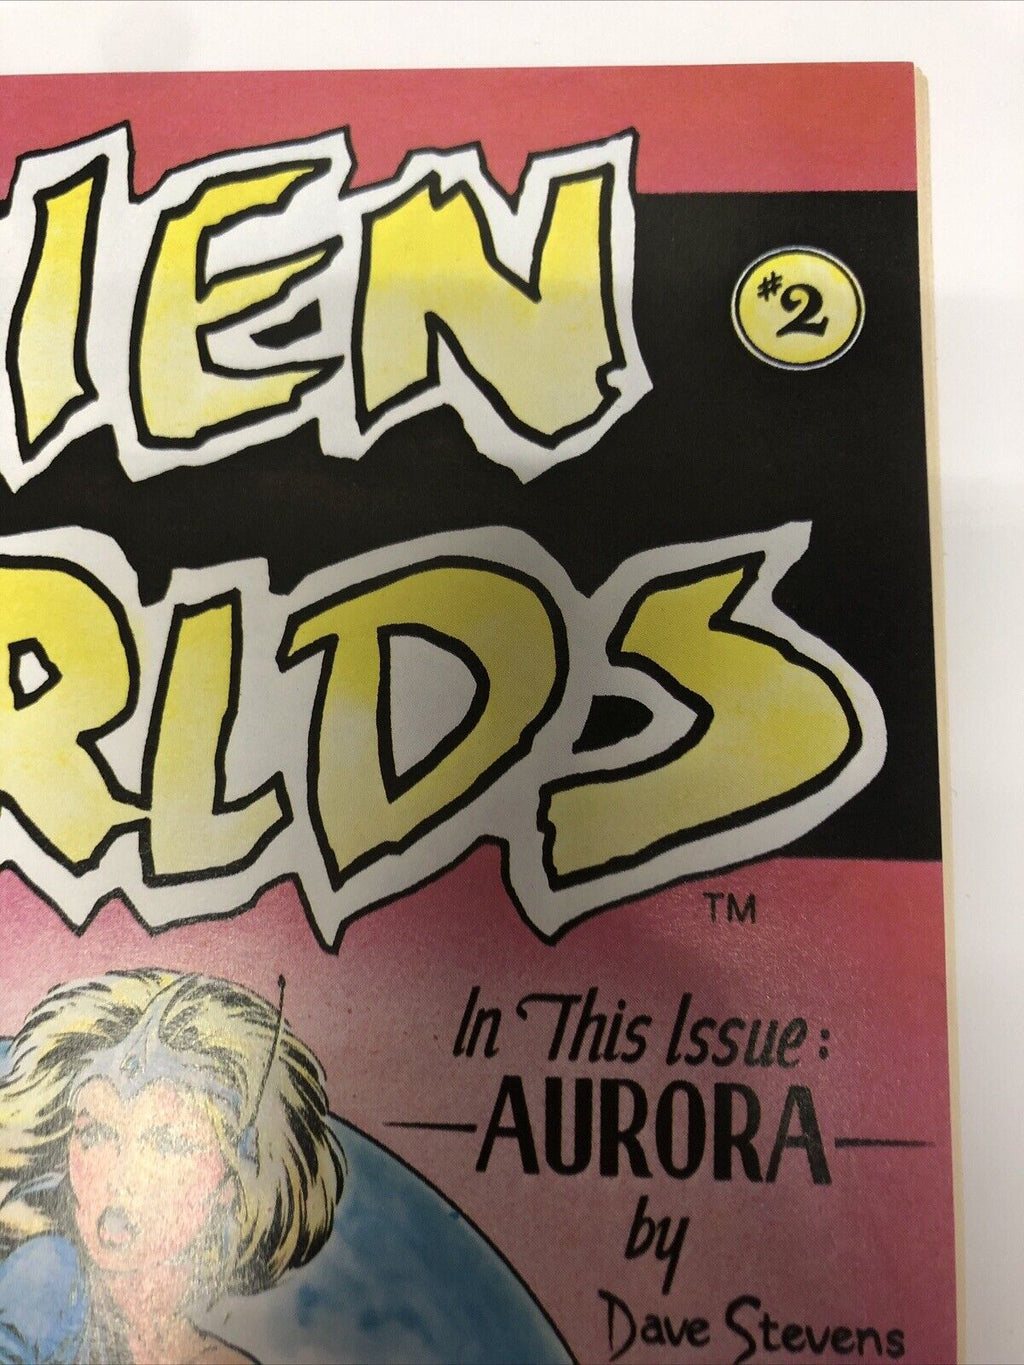 IEN
#2
RLDS
TM
In This Issue:
AURORA
by
Dave Stevens